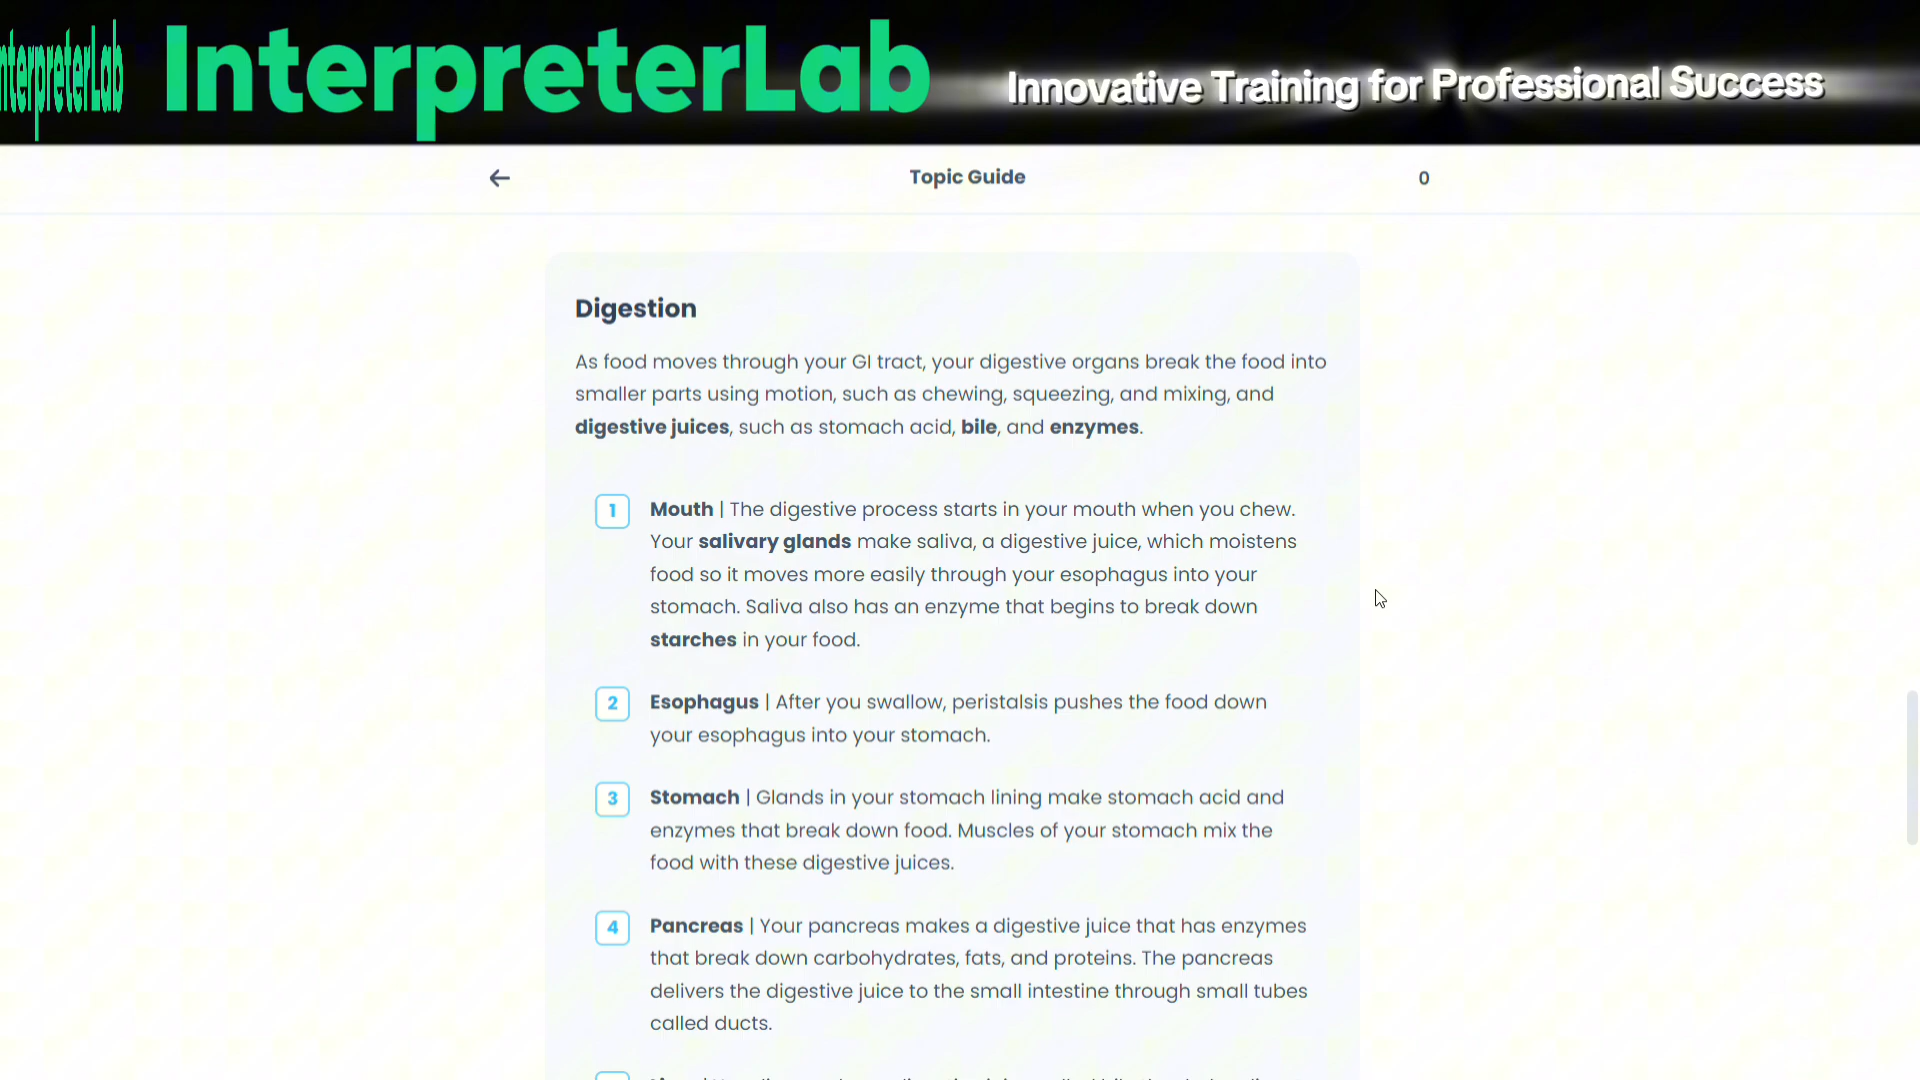 InterpreterLab
Innovative Training for Professional Success
Topic Guide
0
Digestion
As food moves through your GI tract, your digestive organs break the food into
smaller parts using motion, such as chewing, squeezing, and mixing, and
digestive juices, such as stomach acid, bile, and enzymes.
1
Mouth | The digestive process starts in your mouth when you chew.
Your salivary glands make saliva, a digestive juice, which moistens
food so it moves more easily through your esophagus into your
stomach. Saliva also has an enzyme that begins to break down
starches in your food.
2
Esophagus | After you swallow, peristalsis pushes the food down
your esophagus into your stomach.
3
Stomach | Glands in your stomach lining make stomach acid and
enzymes that break down food. Muscles of your stomach mix the
food with these digestive juices.
4
Pancreas | Your pancreas makes a digestive juice that has enzymes
that break down carbohydrates, fats, and proteins. The pancreas
delivers the digestive juice to the small intestine through small tubes
called ducts.